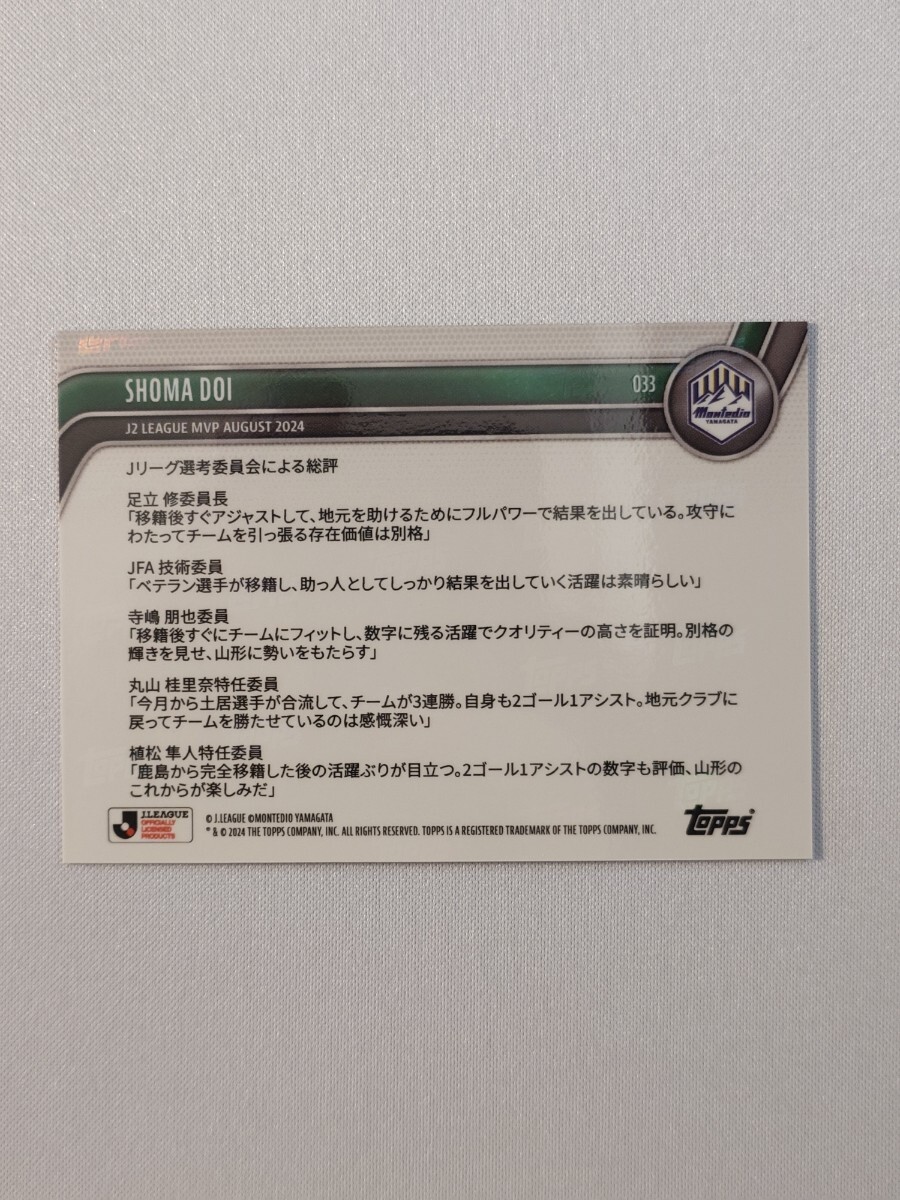 SHOMA DOI
033
Montedio
YAMAGATA
J2 LEAGUE MVP AUGUST 2024
Jリーグ選考委員会による総評
足立 修委員長
「移籍後すぐアジャストして、地元を助けるためにフルパワーで結果を出している。攻守に
わたってチームを引っ張る存在価値は別格」
JFA 技術委員
「ベテラン選手が移籍し、助っ人としてしっかり結果を出していく活躍は素晴らしい」
寺嶋 朋也委員
「移籍後すぐにチームにフィットし、数字に残る活躍でクオリティーの高さを証明。別格の
輝きを見せ、山形に勢いをもたらす」
丸山 桂里奈特任委員
「今月から土居選手が合流して、チームが3連勝。自身も2ゴール1アシスト。地元クラブに
戻ってチームを勝たせているのは感慨深い」
植松 隼人特任委員
「鹿島から完全移籍した後の活躍ぶりが目立つ。2ゴール1アシストの数字も評価、山形の
これからが楽しみだ」
J.LEAGUE
OFFICIALLY
LICENSED
PRODUCTS
© J.LEAGUE ©MONTEDIO YAMAGATA
® & © 2024 THE TOPPS COMPANY, INC. ALL RIGHTS RESERVED. TOPPS IS A REGISTERED TRADEMARK OF THE TOPPS COMPANY, INC.
topps®